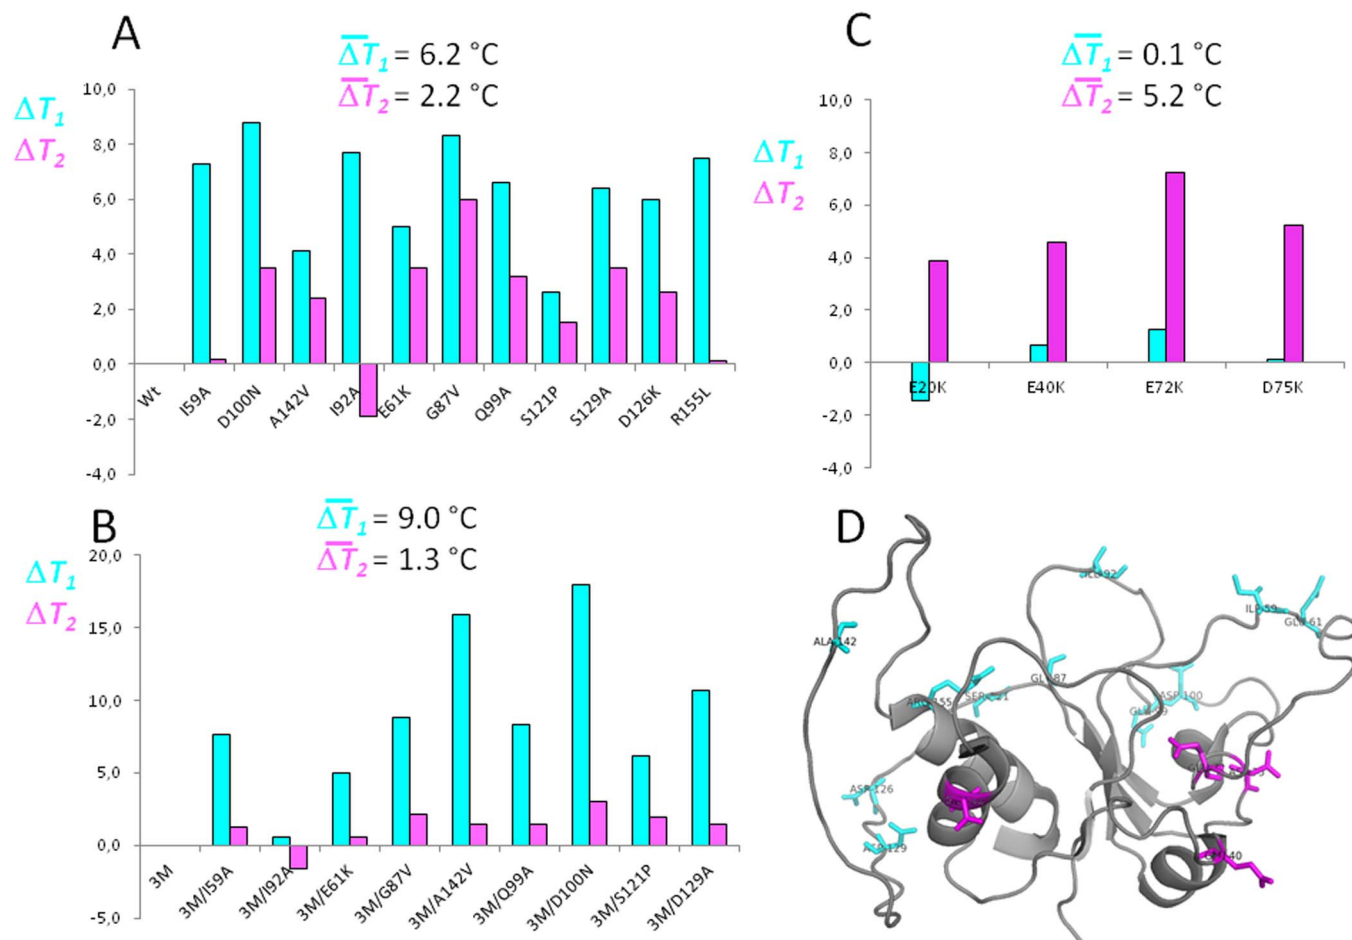 A
ΔT1 = 6.2 °C
ΔT2 = 2.2 °C
ΔT1
ΔT2
10,0
8,0
6,0
4,0
2,0
0,0
-2,0
-4,0
Wt
I59A
D100N
A142V
I92A
E61K
G87V
Q99A
S121P
S129A
D126K
R155L
C
ΔT1 = 0.1 °C
ΔT2 = 5.2 °C
ΔT1
ΔT2
10,0
8,0
6,0
4,0
2,0
0,0
-2,0
-4,0
E20K
E40K
E72K
D75K
B
ΔT1 = 9.0 °C
ΔT2 = 1.3 °C
ΔT1
ΔT2
20,0
15,0
10,0
5,0
0,0
-5,0
3M
3M/I59A
3M/I92A
3M/E61K
3M/G87V
3M/A142V
3M/Q99A
3M/D100N
3M/S121P
3M/D129A
D
ILE-59
ALA-142
ASP-100
ASP-126